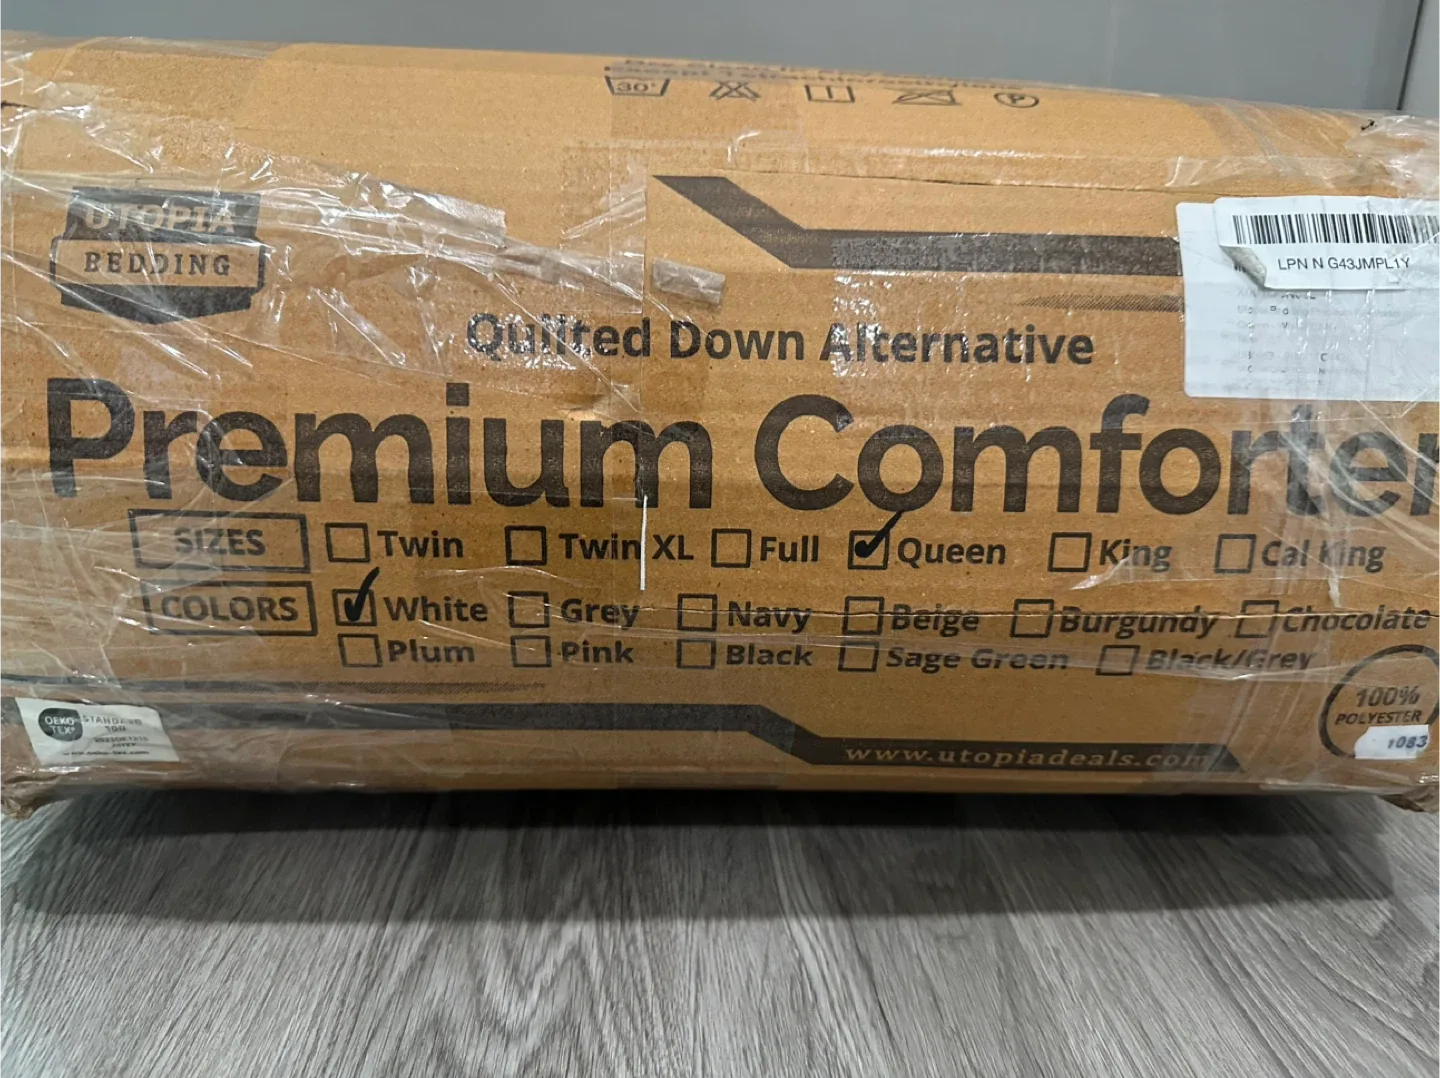 Except Tetrachloroethylene
30°
P
UTOPIA
BEDDING
LPN N G43JMPL1Y
Quilted Down Alternative
Premium Comforter
SIZES Twin Twin XL Full Queen King Cal King
COLORS White Grey Navy Beige Burgundy Chocolate
Plum Pink Black Sage Green Black/Grey
OEKO
TEX®
STANDARD
100
100%
POLYESTER
1083
www.utopiadeals.com